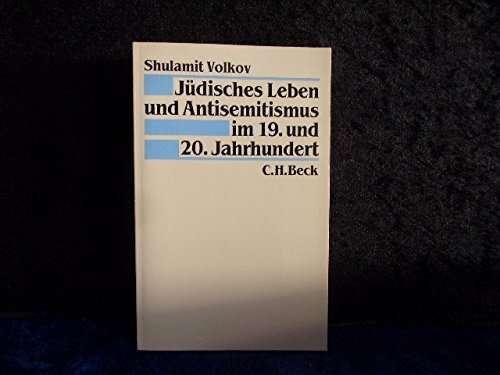 Shulamit Volkov
Jüdisches Leben
und Antisemitismus
im 19. und
20. Jahrhundert
C.H.Beck